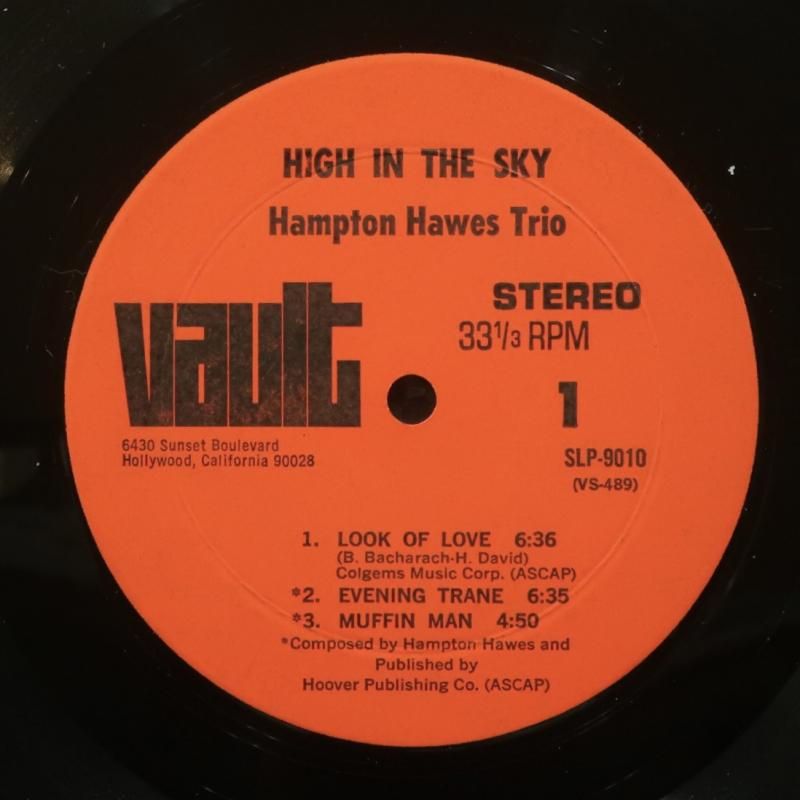 HIGH IN THE SKY
Hampton Hawes Trio
vault
STEREO
33 1/3 RPM
1
6430 Sunset Boulevard
Hollywood, California 90028
SLP-9010
(VS-489)
1. LOOK OF LOVE 6:36
(B. Bacharach-H. David)
Colgems Music Corp. (ASCAP)
*2. EVENING TRANE 6:35
*3. MUFFIN MAN 4:50
*Composed by Hampton Hawes and
Published by
Hoover Publishing Co. (ASCAP)